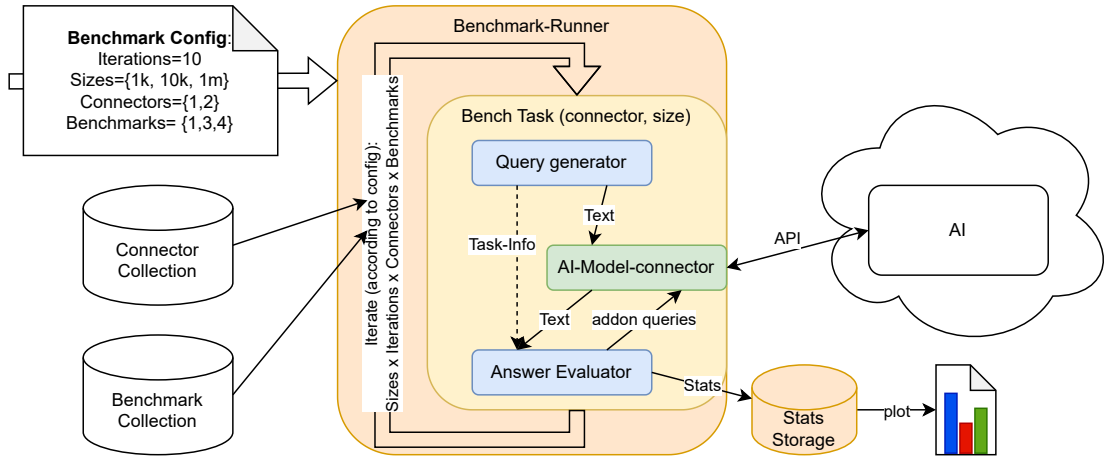 Benchmark Config:
Iterations=10
Sizes={1k, 10k, 1m}
Connectors={1,2}
Benchmarks= {1,3,4}
Connector
Collection
Benchmark
Collection
Benchmark-Runner
Iterate (according to config):
Sizes x Iterations x Connectors x Benchmarks
Bench Task (connector, size)
Query generator
Text
Task-Info
AI-Model-connector
Text
addon queries
Answer Evaluator
API
AI
Stats
Stats
Storage
plot